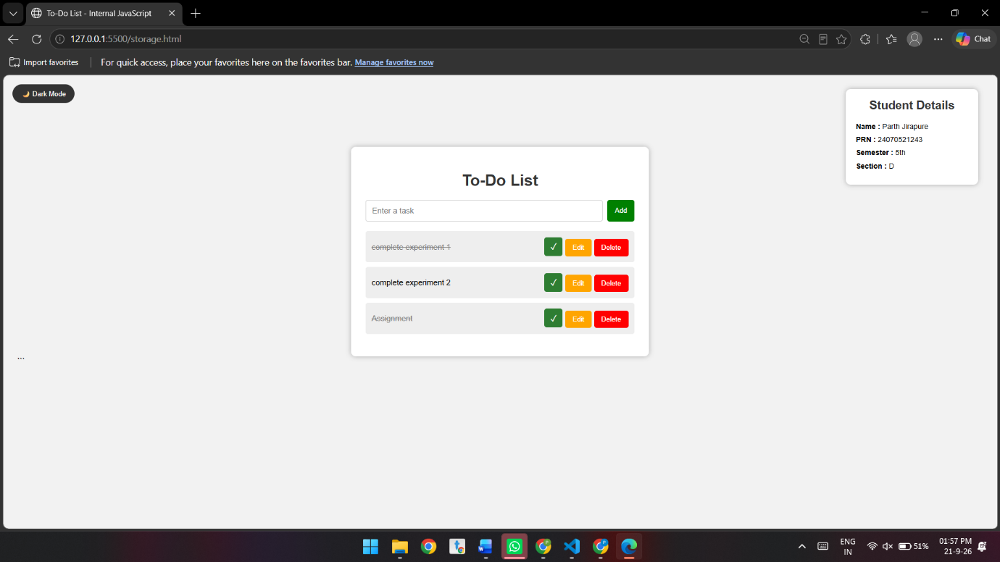 To-Do List - Internal JavaScript
127.0.0.1:5500/storage.html
Chat
Import favorites
For quick access, place your favorites here on the favorites bar. Manage favorites now
🌙 Dark Mode
Student Details
Name : Parth Jirapure
PRN : 24070521243
Semester : 5th
Section : D
To-Do List
Enter a task
Add
complete experiment 1
✓ Edit Delete
complete experiment 2
✓ Edit Delete
Assignment
✓ Edit Delete
```
ENG
IN
51%
01:57 PM
21-9-26